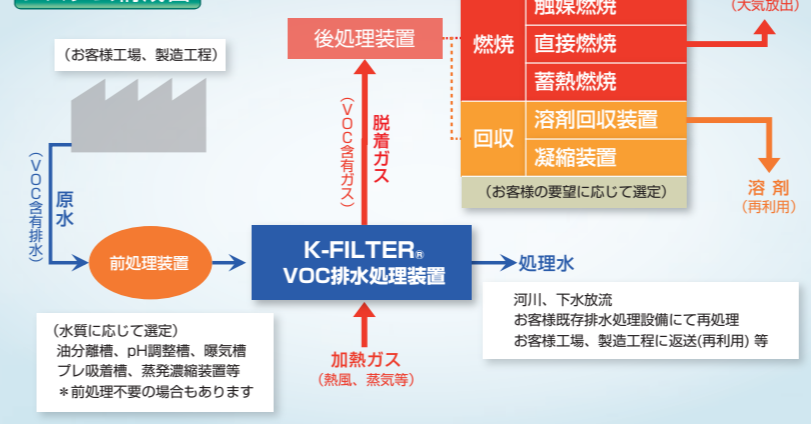 構成図
(お客様工場、製造工程)
後処理装置
燃焼
触媒燃焼
直接燃焼
蓄熱燃焼
回収
溶剤回収装置
凝縮装置
(お客様の要望に応じて選定)
(大気放出)
溶 剤
(再利用)
脱着ガス
(VOC含有ガス)
原水
(VOC含有排水)
前処理装置
K-FILTER®
VOC排水処理装置
処理水
河川、下水放流
お客様既存排水処理設備にて再処理
お客様工場、製造工程に返送(再利用) 等
(水質に応じて選定)
油分離槽、pH調整槽、曝気槽
プレ吸着槽、蒸発濃縮装置等
＊前処理不要の場合もあります
加熱ガス
(熱風、蒸気等)